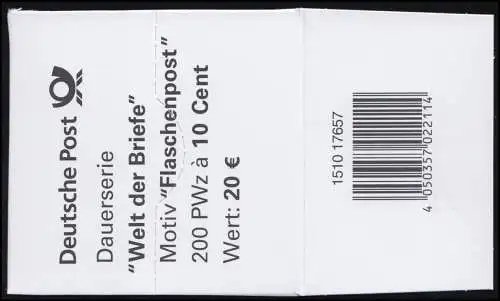 Deutsche Post
Dauerserie
"Welt der Briefe"
Motiv "Flaschenpost"
200 PWz à 10 Cent
Wert: 20 €
1510 17657
4 050357 022114